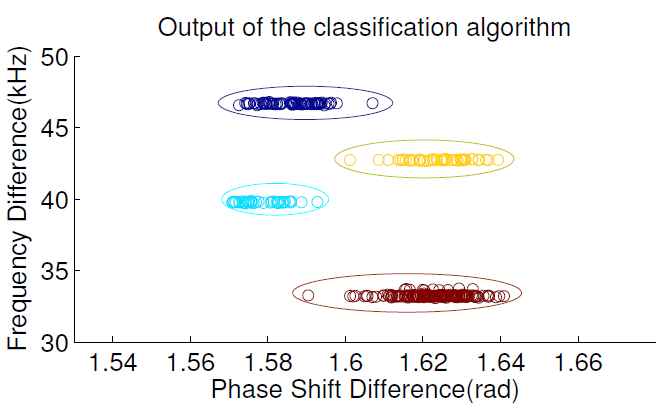 Output of the classification algorithm
50
45
40
35
30
Frequency Difference(kHz)
1.54 1.56 1.58 1.6 1.62 1.64 1.66
Phase Shift Difference(rad)